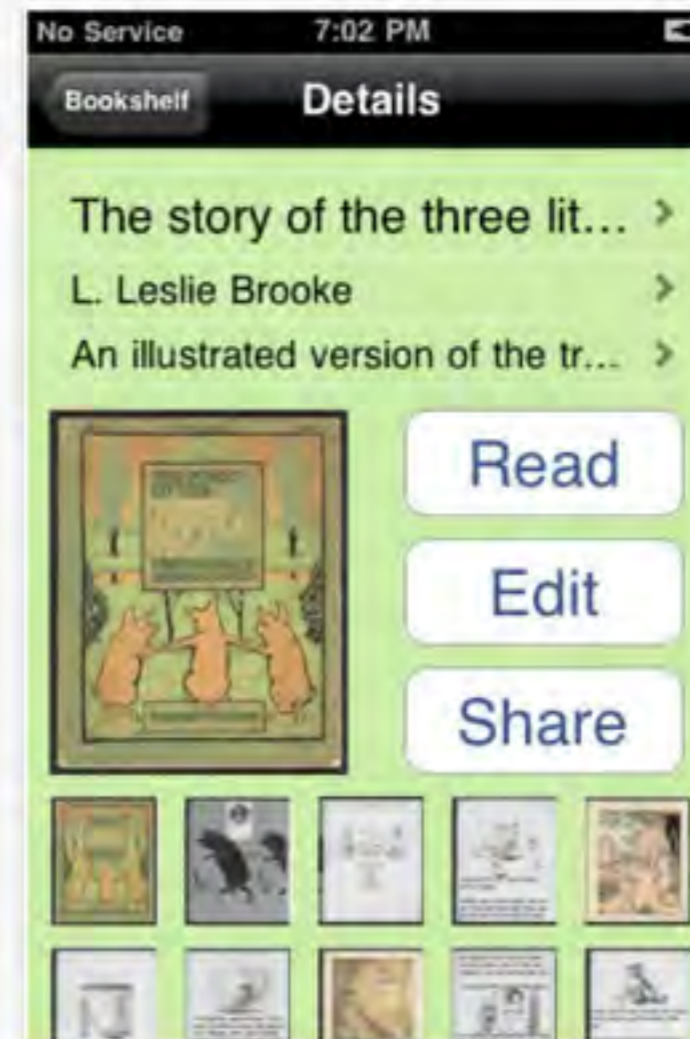 No Service 7:02 PM
Bookshelf Details
The story of the three lit... >
L. Leslie Brooke >
An illustrated version of the tr... >
Read
Edit
Share